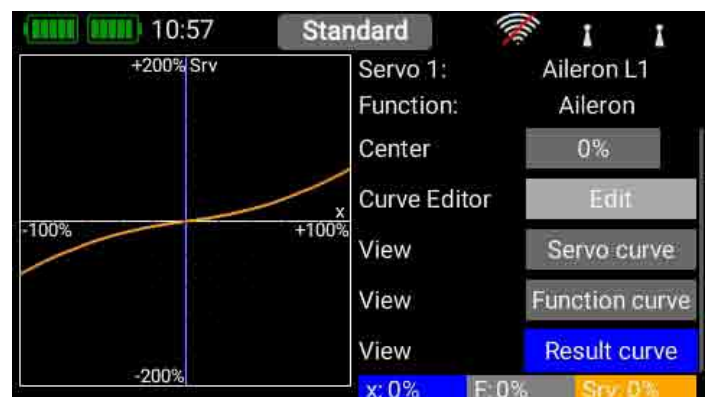 10:57 Standard
+200% Srv
-100%
x
+100%
-200%
Servo 1: Aileron L1
Function: Aileron
Center 0%
Curve Editor Edit
View Servo curve
View Function curve
View Result curve
x: 0% F: 0% Srv: 0%